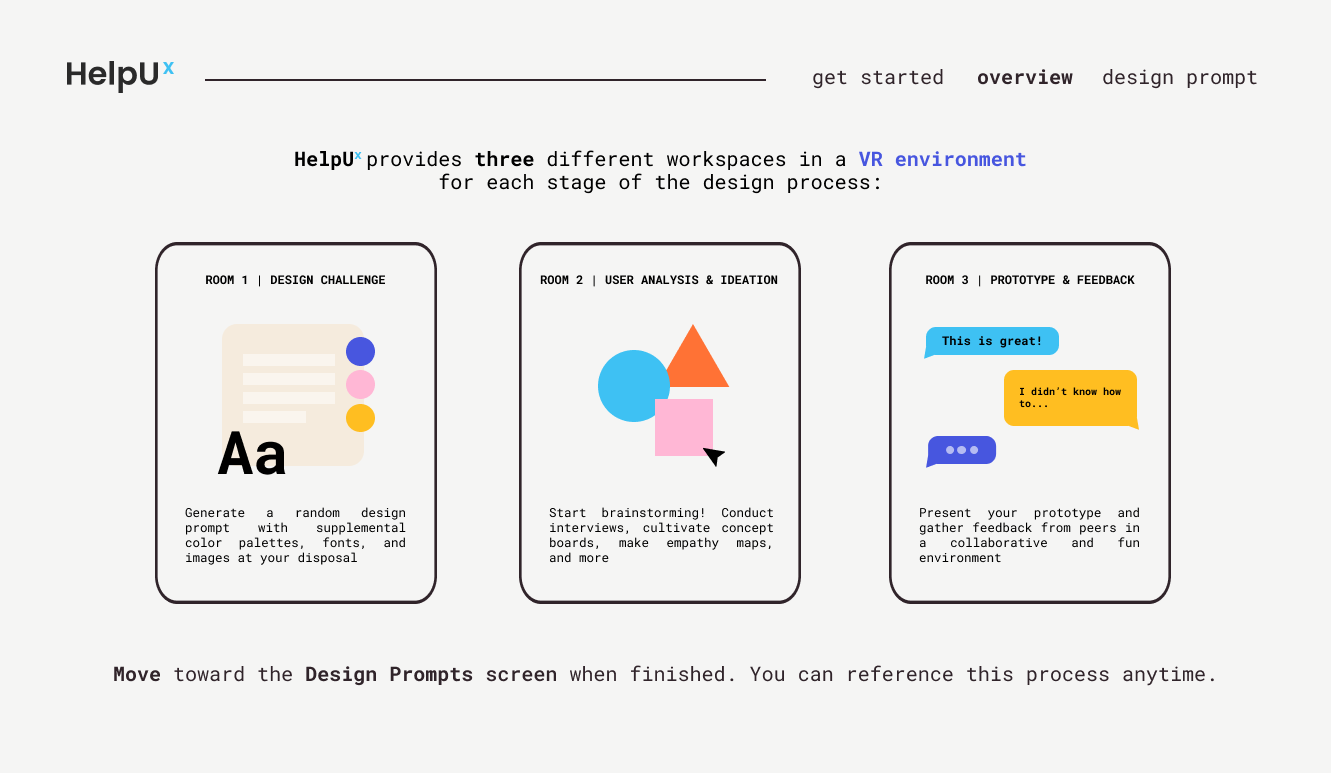 HelpUx
get started overview design prompt
HelpUx provides three different workspaces in a VR environment
for each stage of the design process:
ROOM 1 | DESIGN CHALLENGE
Aa
Generate a random design
prompt with supplemental
color palettes, fonts, and
images at your disposal
ROOM 2 | USER ANALYSIS & IDEATION
Start brainstorming! Conduct
interviews, cultivate concept
boards, make empathy maps,
and more
ROOM 3 | PROTOTYPE & FEEDBACK
This is great!
I didn't know how
to...
Present your prototype and
gather feedback from peers in
a collaborative and fun
environment
Move toward the Design Prompts screen when finished. You can reference this process anytime.